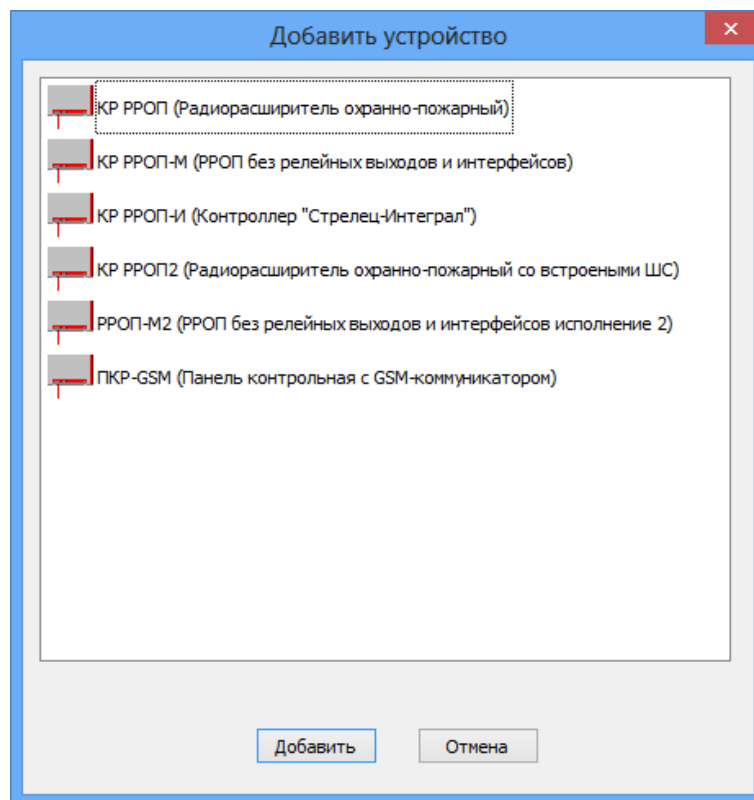 Добавить устройство
КР РРОП (Радиорасширитель охранно-пожарный)
КР РРОП-М (РРОП без релейных выходов и интерфейсов)
КР РРОП-И (Контроллер "Стрелец-Интеграл")
КР РРОП2 (Радиорасширитель охранно-пожарный со встроеными ШС)
РРОП-М2 (РРОП без релейных выходов и интерфейсов исполнение 2)
ПКР-GSM (Панель контрольная с GSM-коммуникатором)
Добавить Отмена